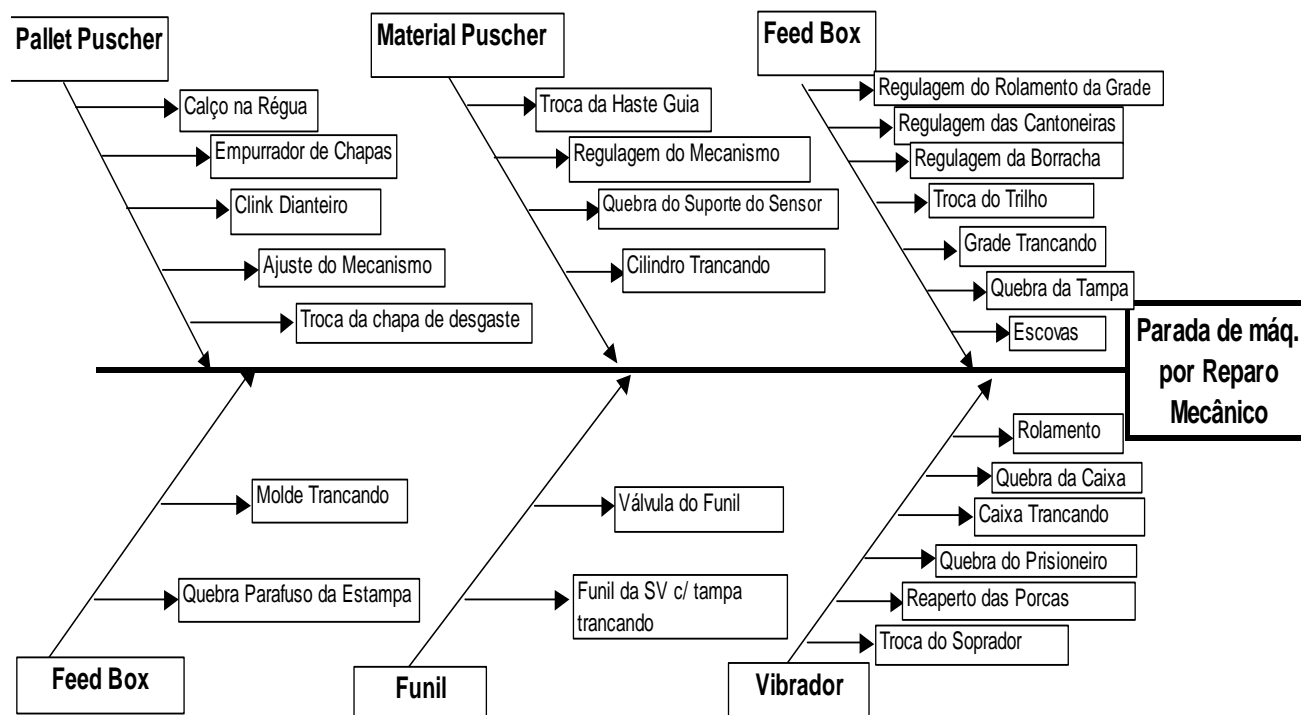 Pallet Puscher
Calço na Régua
Empurrador de Chapas
Clink Dianteiro
Ajuste do Mecanismo
Troca da chapa de desgaste
Material Puscher
Troca da Haste Guia
Regulagem do Mecanismo
Quebra do Suporte do Sensor
Cilindro Trancando
Feed Box
Regulagem do Rolamento da Grade
Regulagem das Cantoneiras
Regulagem da Borracha
Troca do Trilho
Grade Trancando
Quebra da Tampa
Escovas
Parada de máq.
por Reparo
Mecânico
Molde Trancando
Quebra Parafuso da Estampa
Feed Box
Válvula do Funil
Funil da SV c/ tampa
trancando
Funil
Rolamento
Quebra da Caixa
Caixa Trancando
Quebra do Prisioneiro
Reaperto das Porcas
Troca do Soprador
Vibrador